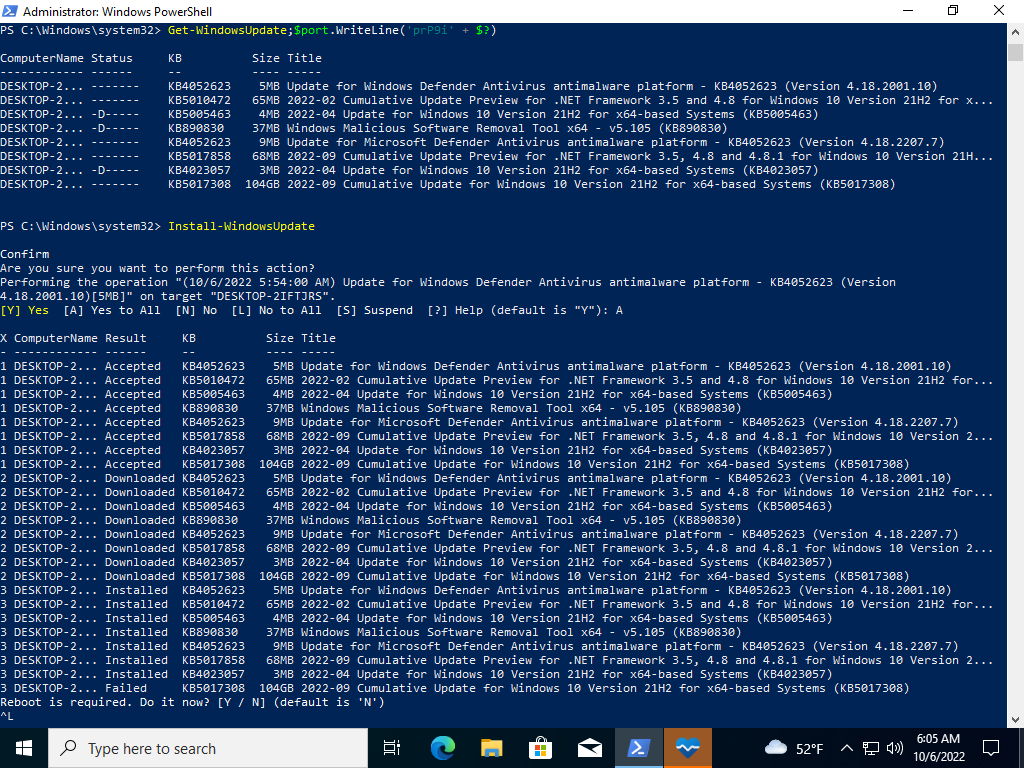 Administrator: Windows PowerShell
PS C:\Windows\system32> Get-WindowsUpdate;$port.WriteLine('prP9i' + $?)
ComputerName Status     KB          Size Title
------------ ------     --          ---- -----
DESKTOP-2... -------    KB4052623    5MB Update for Windows Defender Antivirus antimalware platform - KB4052623 (Version 4.18.2001.10)
DESKTOP-2... -------    KB5010472   65MB 2022-02 Cumulative Update Preview for .NET Framework 3.5 and 4.8 for Windows 10 Version 21H2 for x...
DESKTOP-2... -D-----    KB5005463    4MB 2022-04 Update for Windows 10 Version 21H2 for x64-based Systems (KB5005463)
DESKTOP-2... -D-----    KB890830    37MB Windows Malicious Software Removal Tool x64 - v5.105 (KB890830)
DESKTOP-2... -------    KB4052623    9MB Update for Microsoft Defender Antivirus antimalware platform - KB4052623 (Version 4.18.2207.7)
DESKTOP-2... -------    KB5017858   68MB 2022-09 Cumulative Update Preview for .NET Framework 3.5, 4.8 and 4.8.1 for Windows 10 Version 21H...
DESKTOP-2... -D-----    KB4023057    3MB 2022-04 Update for Windows 10 Version 21H2 for x64-based Systems (KB4023057)
DESKTOP-2... -------    KB5017308  104GB 2022-09 Cumulative Update for Windows 10 Version 21H2 for x64-based Systems (KB5017308)
PS C:\Windows\system32> Install-WindowsUpdate
Confirm
Are you sure you want to perform this action?
Performing the operation "(10/6/2022 5:54:00 AM) Update for Windows Defender Antivirus antimalware platform - KB4052623 (Version
4.18.2001.10)[5MB]" on target "DESKTOP-2IFTJRS".
[Y] Yes  [A] Yes to All  [N] No  [L] No to All  [S] Suspend  [?] Help (default is "Y"): A
X ComputerName Result     KB          Size Title
- ------------ ------     --          ---- -----
1 DESKTOP-2... Accepted   KB4052623    5MB Update for Windows Defender Antivirus antimalware platform - KB4052623 (Version 4.18.2001.10)
1 DESKTOP-2... Accepted   KB5010472   65MB 2022-02 Cumulative Update Preview for .NET Framework 3.5 and 4.8 for Windows 10 Version 21H2 for...
1 DESKTOP-2... Accepted   KB5005463    4MB 2022-04 Update for Windows 10 Version 21H2 for x64-based Systems (KB5005463)
1 DESKTOP-2... Accepted   KB890830    37MB Windows Malicious Software Removal Tool x64 - v5.105 (KB890830)
1 DESKTOP-2... Accepted   KB4052623    9MB Update for Microsoft Defender Antivirus antimalware platform - KB4052623 (Version 4.18.2207.7)
1 DESKTOP-2... Accepted   KB5017858   68MB 2022-09 Cumulative Update Preview for .NET Framework 3.5, 4.8 and 4.8.1 for Windows 10 Version 2...
1 DESKTOP-2... Accepted   KB4023057    3MB 2022-04 Update for Windows 10 Version 21H2 for x64-based Systems (KB4023057)
1 DESKTOP-2... Accepted   KB5017308  104GB 2022-09 Cumulative Update for Windows 10 Version 21H2 for x64-based Systems (KB5017308)
2 DESKTOP-2... Downloaded KB4052623    5MB Update for Windows Defender Antivirus antimalware platform - KB4052623 (Version 4.18.2001.10)
2 DESKTOP-2... Downloaded KB5010472   65MB 2022-02 Cumulative Update Preview for .NET Framework 3.5 and 4.8 for Windows 10 Version 21H2 for...
2 DESKTOP-2... Downloaded KB5005463    4MB 2022-04 Update for Windows 10 Version 21H2 for x64-based Systems (KB5005463)
2 DESKTOP-2... Downloaded KB890830    37MB Windows Malicious Software Removal Tool x64 - v5.105 (KB890830)
2 DESKTOP-2... Downloaded KB4052623    9MB Update for Microsoft Defender Antivirus antimalware platform - KB4052623 (Version 4.18.2207.7)
2 DESKTOP-2... Downloaded KB5017858   68MB 2022-09 Cumulative Update Preview for .NET Framework 3.5, 4.8 and 4.8.1 for Windows 10 Version 2...
2 DESKTOP-2... Downloaded KB4023057    3MB 2022-04 Update for Windows 10 Version 21H2 for x64-based Systems (KB4023057)
2 DESKTOP-2... Downloaded KB5017308  104GB 2022-09 Cumulative Update for Windows 10 Version 21H2 for x64-based Systems (KB5017308)
3 DESKTOP-2... Installed  KB4052623    5MB Update for Windows Defender Antivirus antimalware platform - KB4052623 (Version 4.18.2001.10)
3 DESKTOP-2... Installed  KB5010472   65MB 2022-02 Cumulative Update Preview for .NET Framework 3.5 and 4.8 for Windows 10 Version 21H2 for...
3 DESKTOP-2... Installed  KB5005463    4MB 2022-04 Update for Windows 10 Version 21H2 for x64-based Systems (KB5005463)
3 DESKTOP-2... Installed  KB890830    37MB Windows Malicious Software Removal Tool x64 - v5.105 (KB890830)
3 DESKTOP-2... Installed  KB4052623    9MB Update for Microsoft Defender Antivirus antimalware platform - KB4052623 (Version 4.18.2207.7)
3 DESKTOP-2... Installed  KB5017858   68MB 2022-09 Cumulative Update Preview for .NET Framework 3.5, 4.8 and 4.8.1 for Windows 10 Version 2...
3 DESKTOP-2... Installed  KB4023057    3MB 2022-04 Update for Windows 10 Version 21H2 for x64-based Systems (KB4023057)
3 DESKTOP-2... Failed     KB5017308  104GB 2022-09 Cumulative Update for Windows 10 Version 21H2 for x64-based Systems (KB5017308)
Reboot is required. Do it now? [Y / N] (default is 'N')
^L
Type here to search
52°F
6:05 AM
10/6/2022